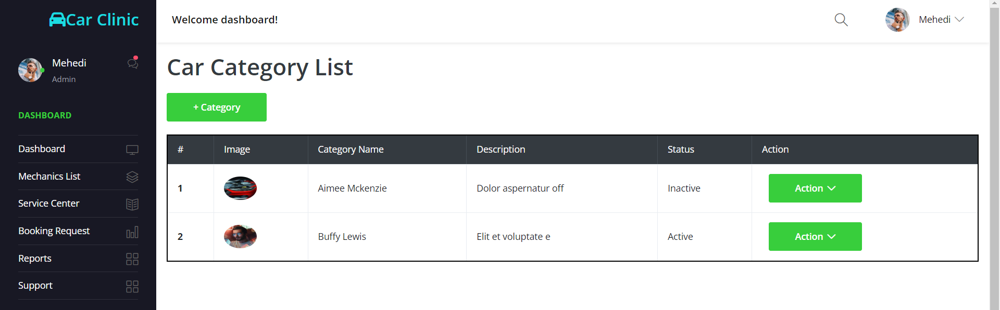 Car Clinic
Welcome dashboard!
Mehedi
Mehedi
Admin
DASHBOARD
Dashboard
Mechanics List
Service Center
Booking Request
Reports
Support
Car Category List
+ Category
# Image Category Name Description Status Action
1 Aimee Mckenzie Dolor aspernatur off Inactive Action
2 Buffy Lewis Elit et voluptate e Active Action